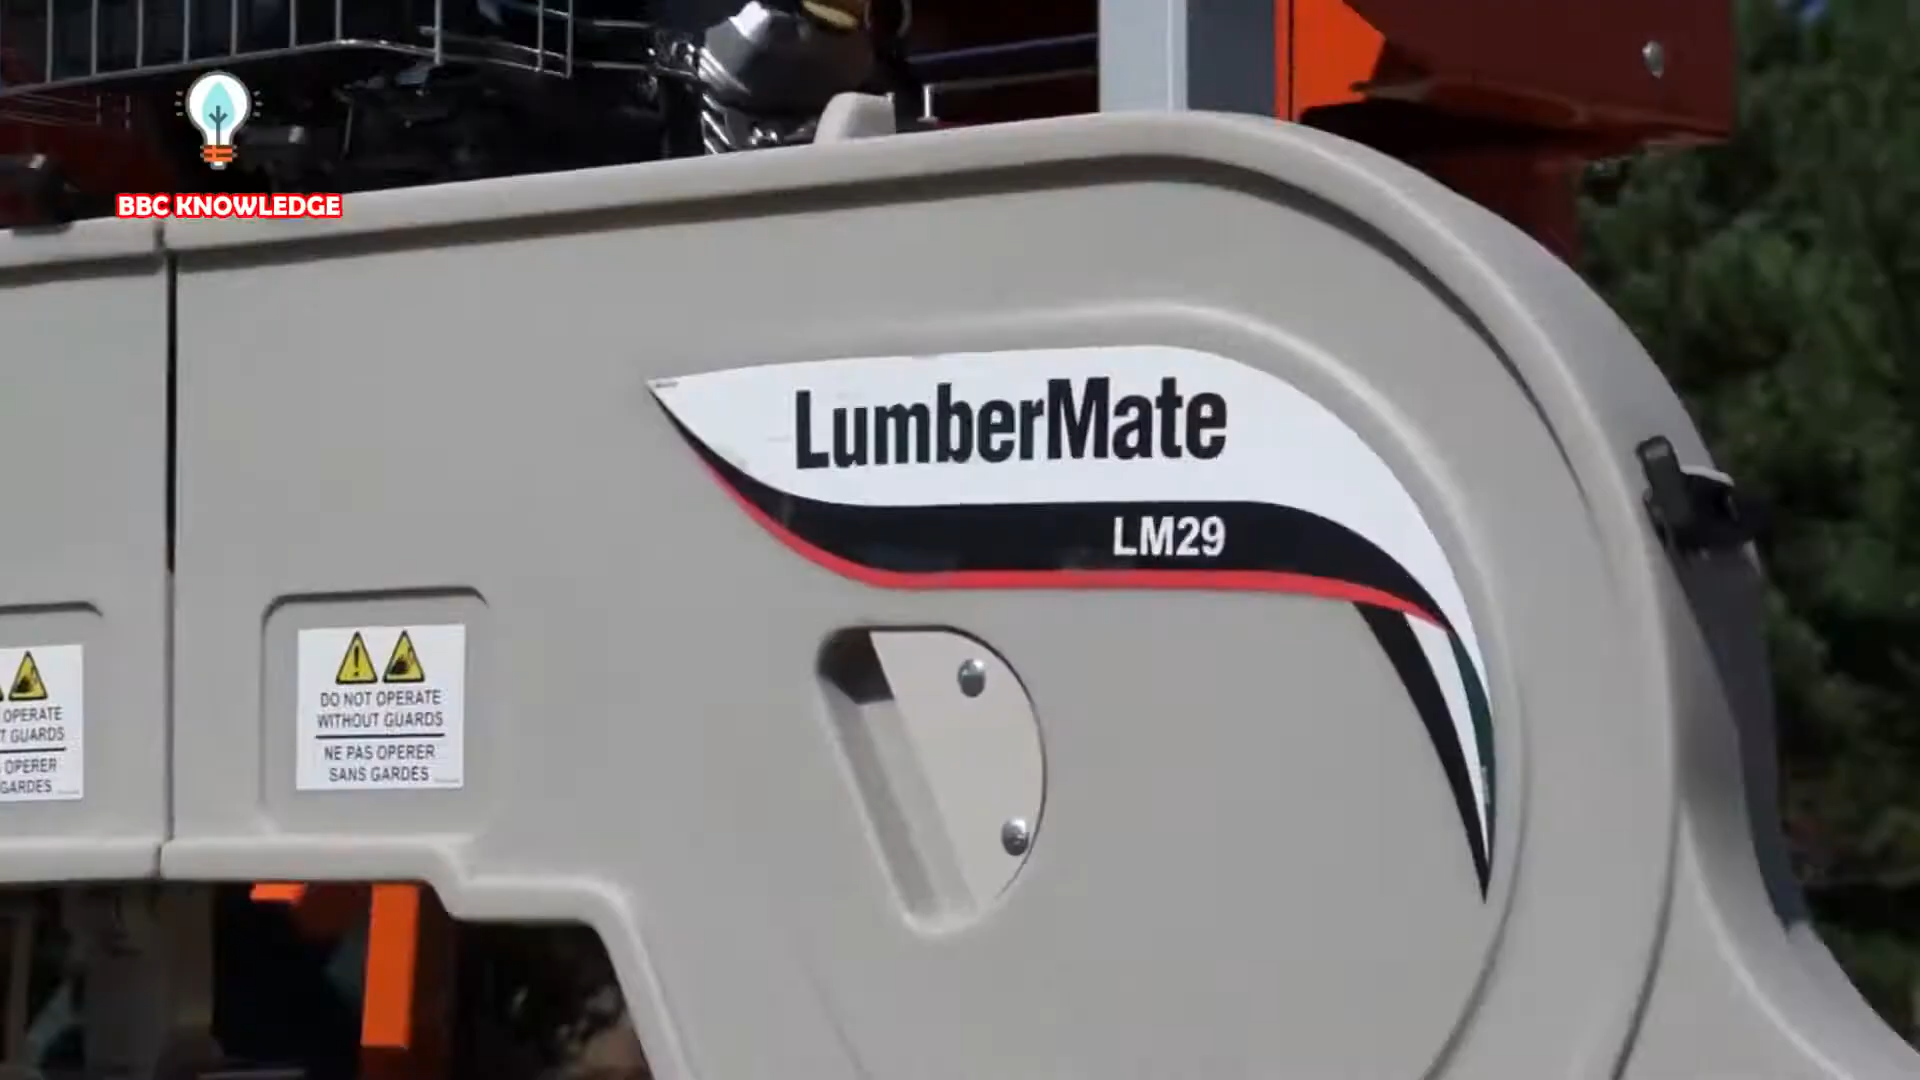 BBC KNOWLEDGE
LumberMate
LM29
DO NOT OPERATE
WITHOUT GUARDS
NE PAS OPERER
SANS GARDES
OPERATE
GUARDS
OPERER
GARDES